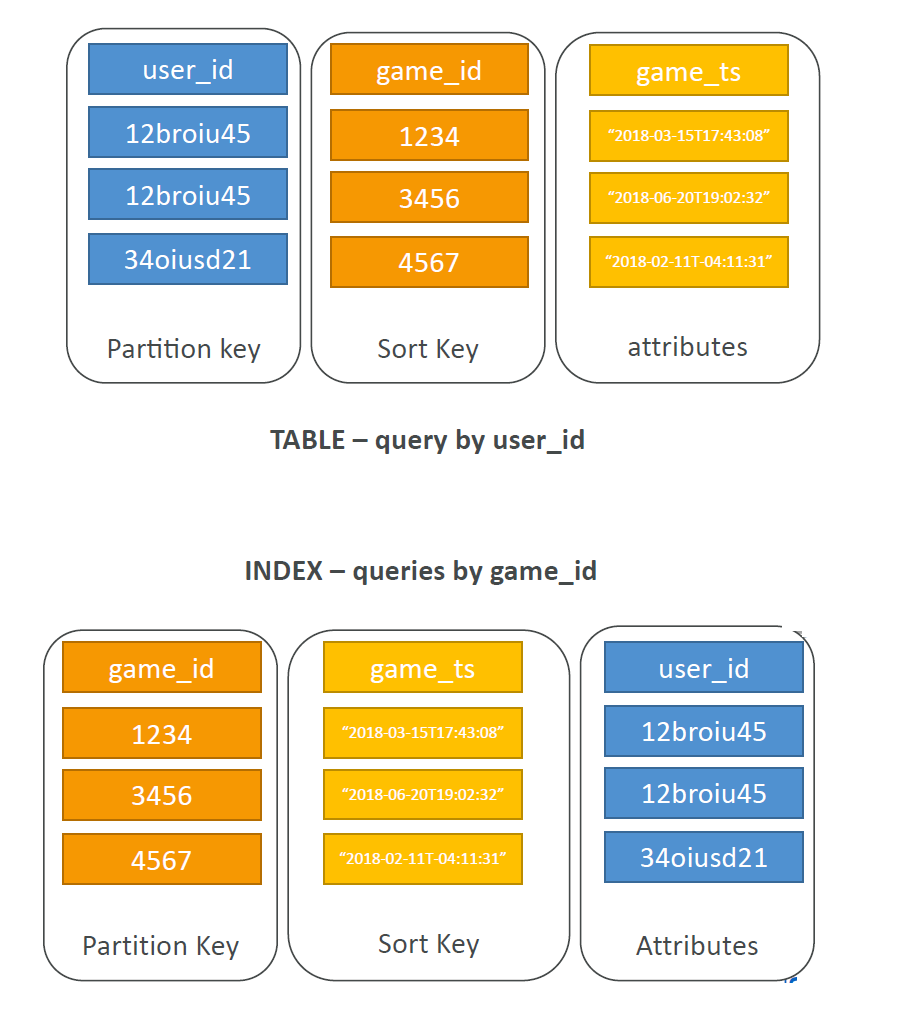 user_id game_id game_ts
12broiu45 1234 “2018-03-15T17:43:08”
12broiu45 3456 “2018-06-20T19:02:32”
34oiusd21 4567 “2018-02-11T-04:11:31”
Partition key Sort Key attributes
TABLE – query by user_id
INDEX – queries by game_id
game_id game_ts user_id
1234 “2018-03-15T17:43:08” 12broiu45
3456 “2018-06-20T19:02:32” 12broiu45
4567 “2018-02-11T-04:11:31” 34oiusd21
Partition Key Sort Key Attributes